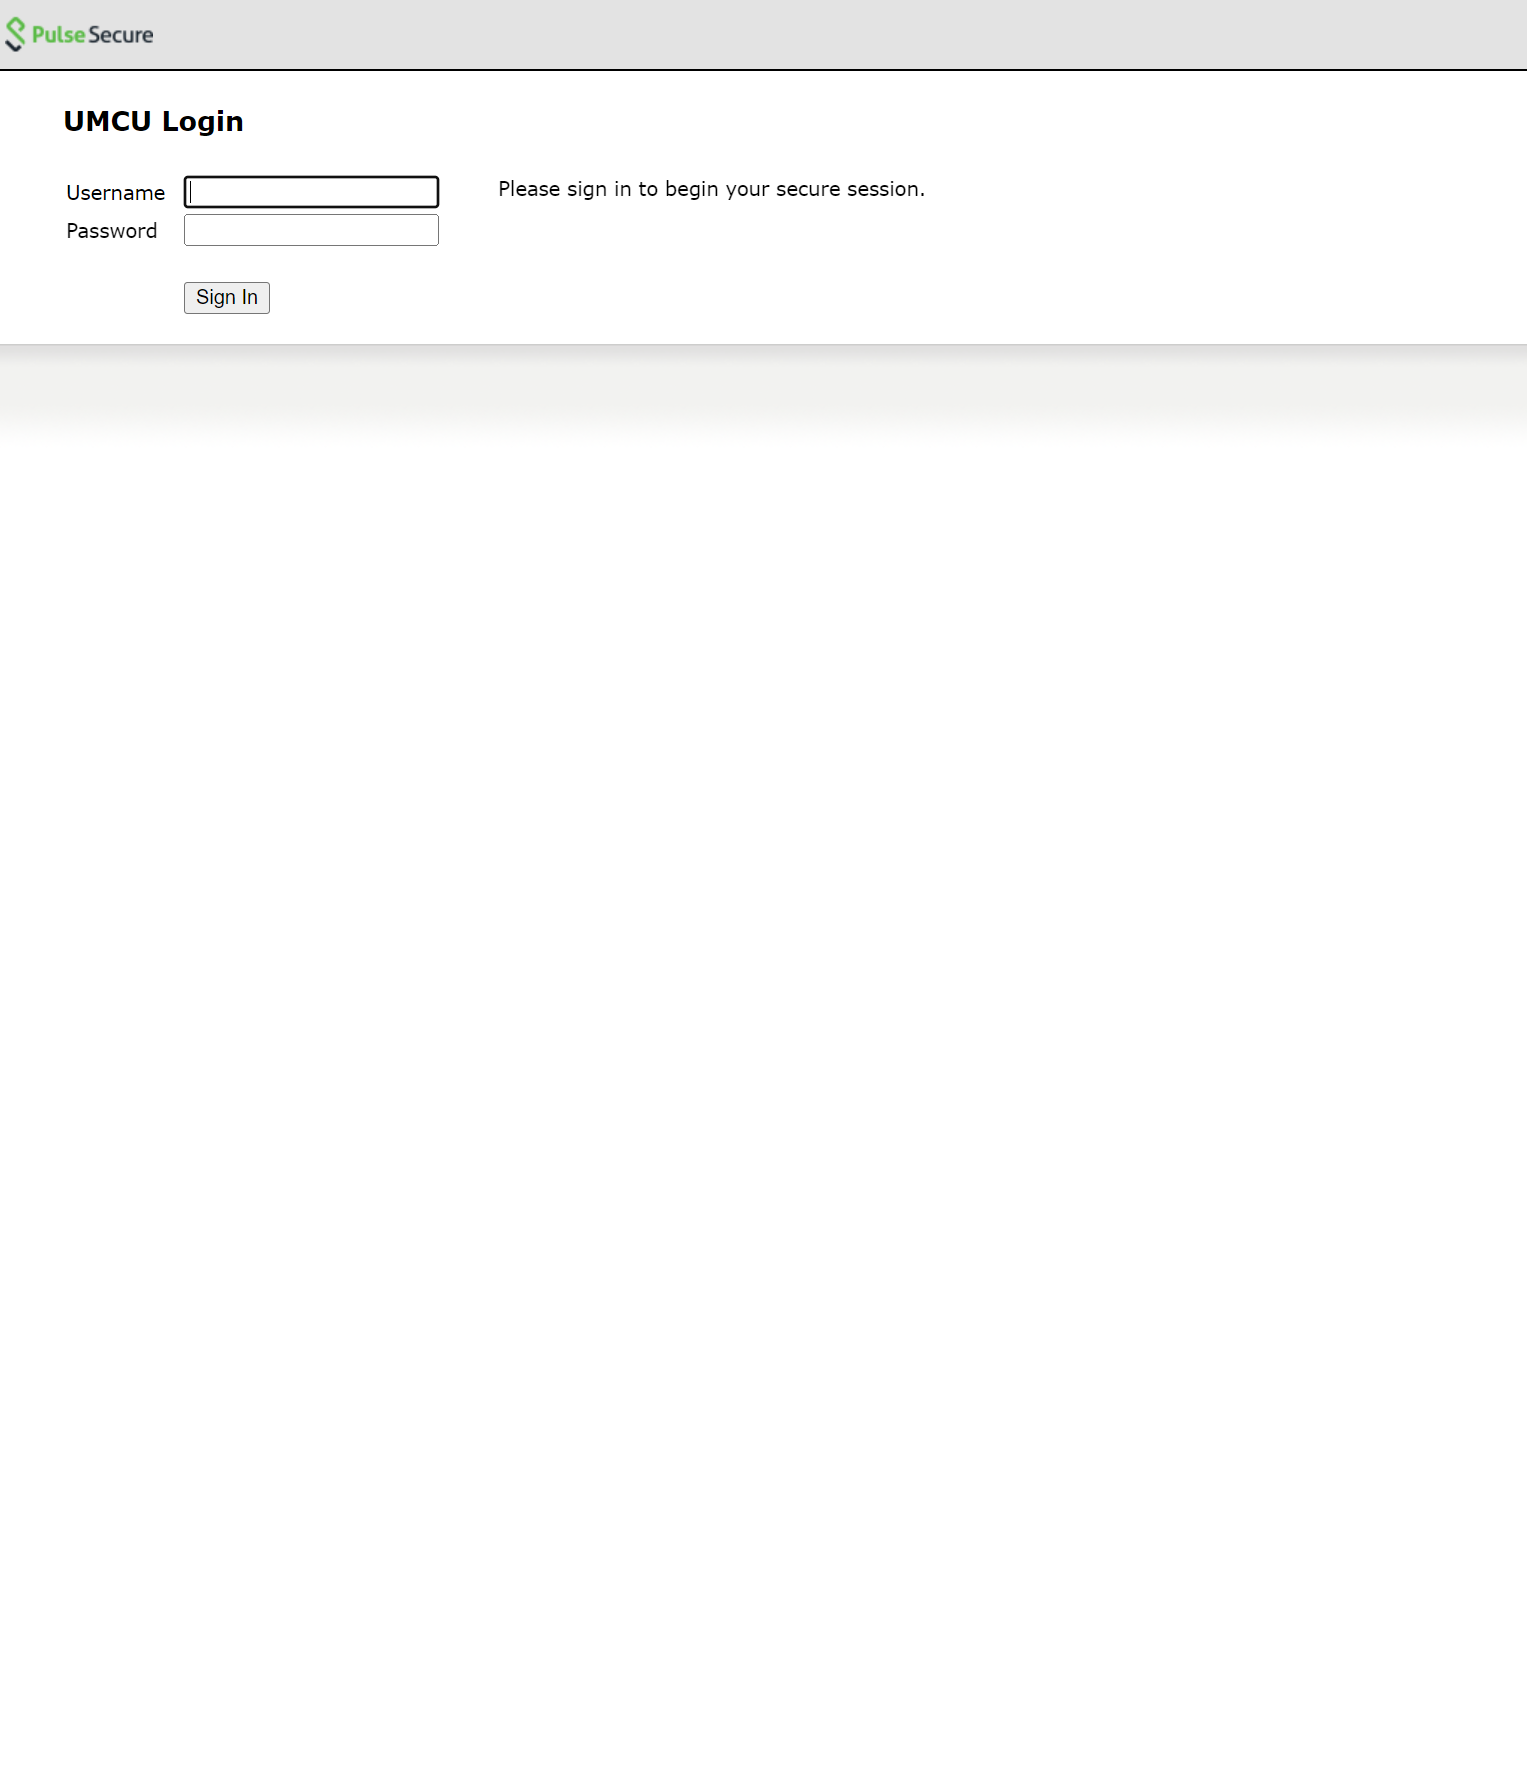 Pulse Secure
UMCU Login
Username
Please sign in to begin your secure session.
Password
Sign In